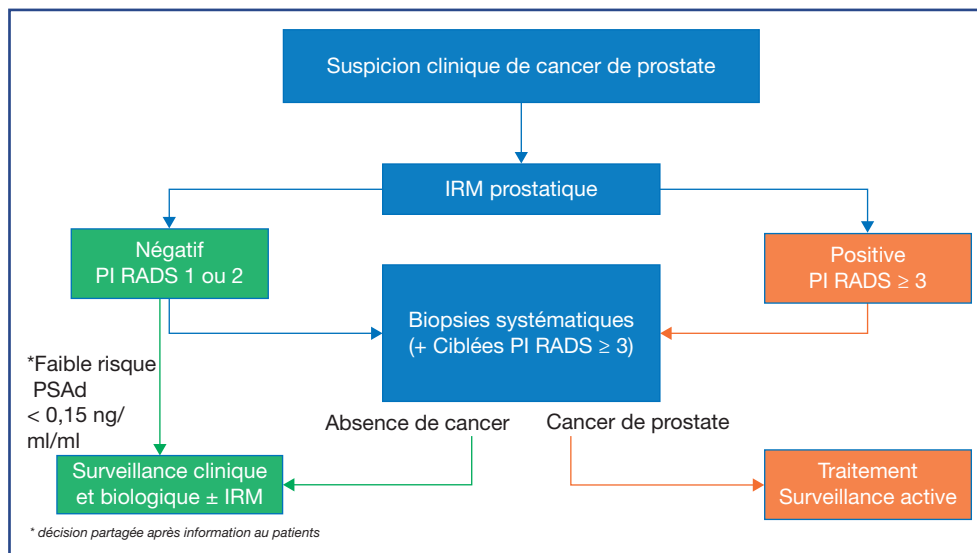 Suspicion clinique de cancer de prostate
IRM prostatique
Négatif
PI RADS 1 ou 2
Positive
PI RADS ≥ 3
Biopsies systématiques
(+ Ciblées PI RADS ≥ 3)
*Faible risque
PSAd
< 0,15 ng/
ml/ml
Absence de cancer
Cancer de prostate
Surveillance clinique
et biologique ± IRM
Traitement
Surveillance active
* décision partagée après information au patients